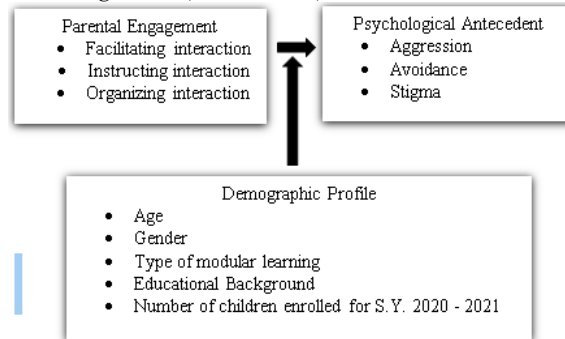 Parental Engagement
• Facilitating interaction
• Instructing interaction
• Organizing interaction
Psychological Antecedent
• Aggression
• Avoidance
• Stigma
Demographic Profile
• Age
• Gender
• Type of modular learning
• Educational Background
• Number of children enrolled for S.Y. 2020 - 2021